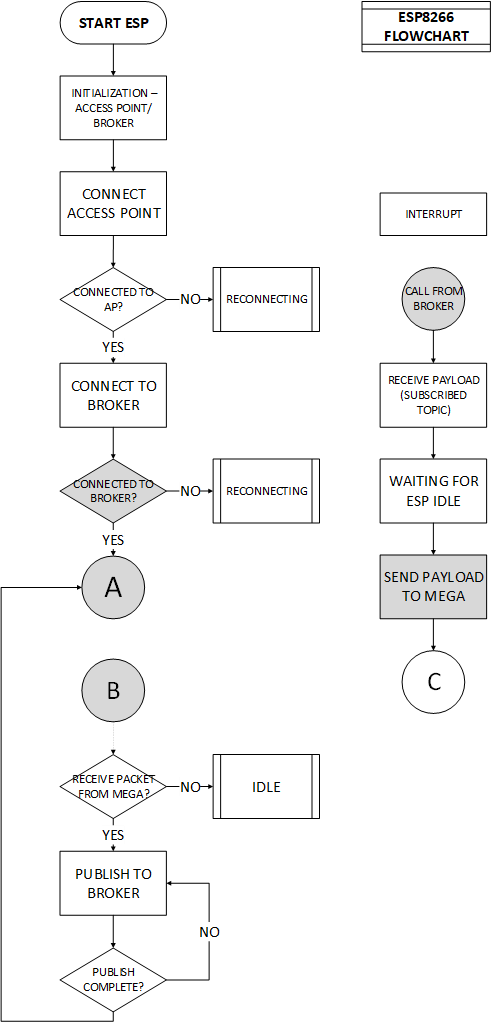 START ESP
ESP8266
FLOWCHART
INITIALIZATION –
ACCESS POINT/
BROKER
CONNECT
ACCESS POINT
INTERRUPT
CONNECTED TO
AP?
NO
RECONNECTING
CALL FROM
BROKER
YES
CONNECT TO
BROKER
RECEIVE PAYLOAD
(SUBSCRIBED
TOPIC)
CONNECTED TO
BROKER?
NO
RECONNECTING
WAITING FOR
ESP IDLE
YES
A
SEND PAYLOAD
TO MEGA
B
C
RECEIVE PACKET
FROM MEGA?
NO
IDLE
YES
PUBLISH TO
BROKER
NO
PUBLISH
COMPLETE?